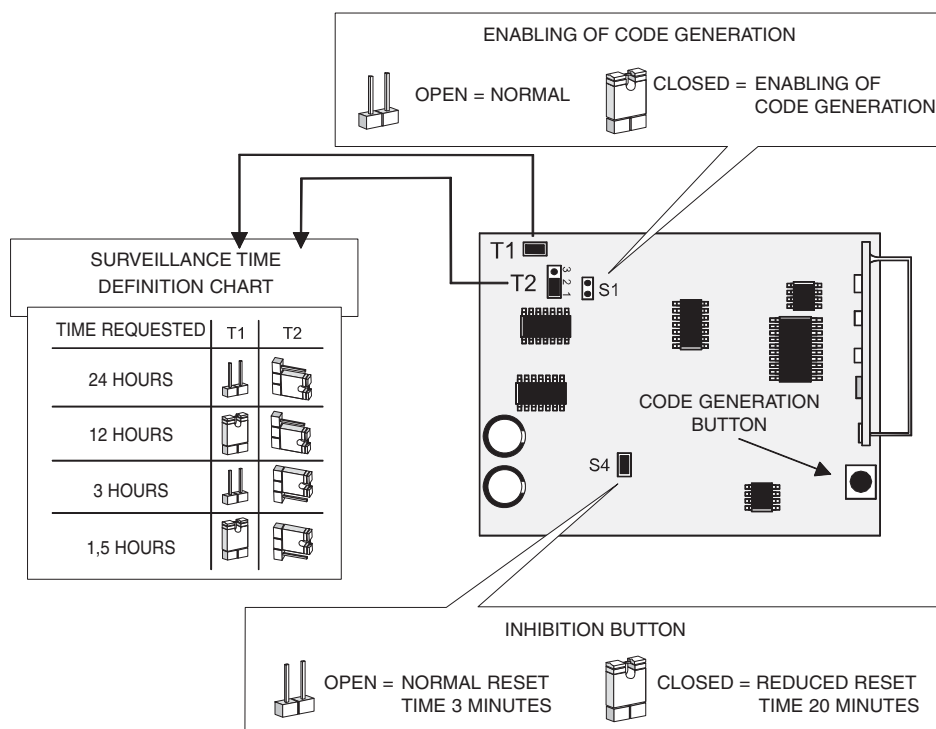 ENABLING OF CODE GENERATION
OPEN = NORMAL
CLOSED = ENABLING OF
CODE GENERATION
SURVEILLANCE TIME
DEFINITION CHART
TIME REQUESTED T1 T2
24 HOURS
12 HOURS
3 HOURS
1,5 HOURS
T1
T2
3
2
1
S1
CODE GENERATION
BUTTON
S4
INHIBITION BUTTON
OPEN = NORMAL RESET
TIME 3 MINUTES
CLOSED = REDUCED RESET
TIME 20 MINUTES